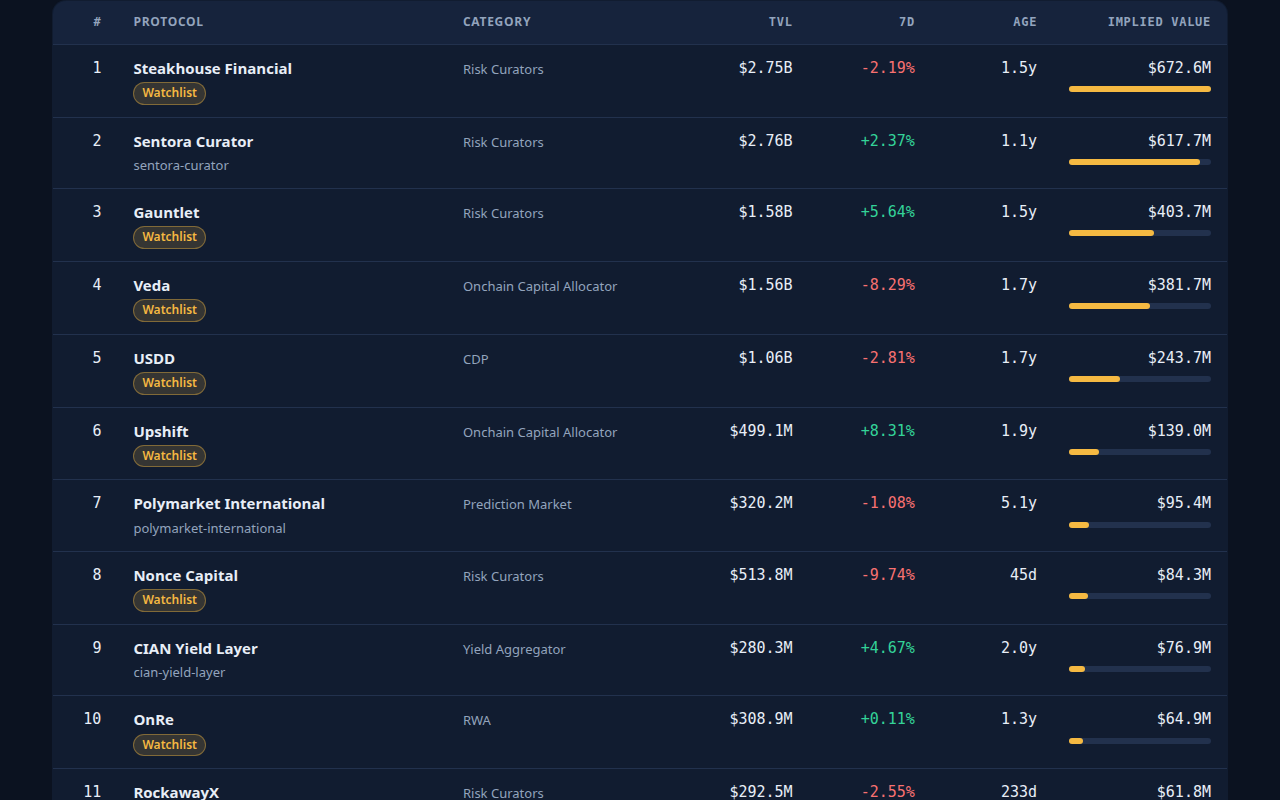 # PROTOCOL CATEGORY TVL 7D AGE IMPLIED VALUE
1 Steakhouse Financial Risk Curators $2.75B -2.19% 1.5y $672.6M
Watchlist
2 Sentora Curator Risk Curators $2.76B +2.37% 1.1y $617.7M
sentora-curator
3 Gauntlet Risk Curators $1.58B +5.64% 1.5y $403.7M
Watchlist
4 Veda Onchain Capital Allocator $1.56B -8.29% 1.7y $381.7M
Watchlist
5 USDD CDP $1.06B -2.81% 1.7y $243.7M
Watchlist
6 Upshift Onchain Capital Allocator $499.1M +8.31% 1.9y $139.0M
Watchlist
7 Polymarket International Prediction Market $320.2M -1.08% 5.1y $95.4M
polymarket-international
8 Nonce Capital Risk Curators $513.8M -9.74% 45d $84.3M
Watchlist
9 CIAN Yield Layer Yield Aggregator $280.3M +4.67% 2.0y $76.9M
cian-yield-layer
10 OnRe RWA $308.9M +0.11% 1.3y $64.9M
Watchlist
11 RockawayX Risk Curators $292.5M -2.55% 233d $61.8M